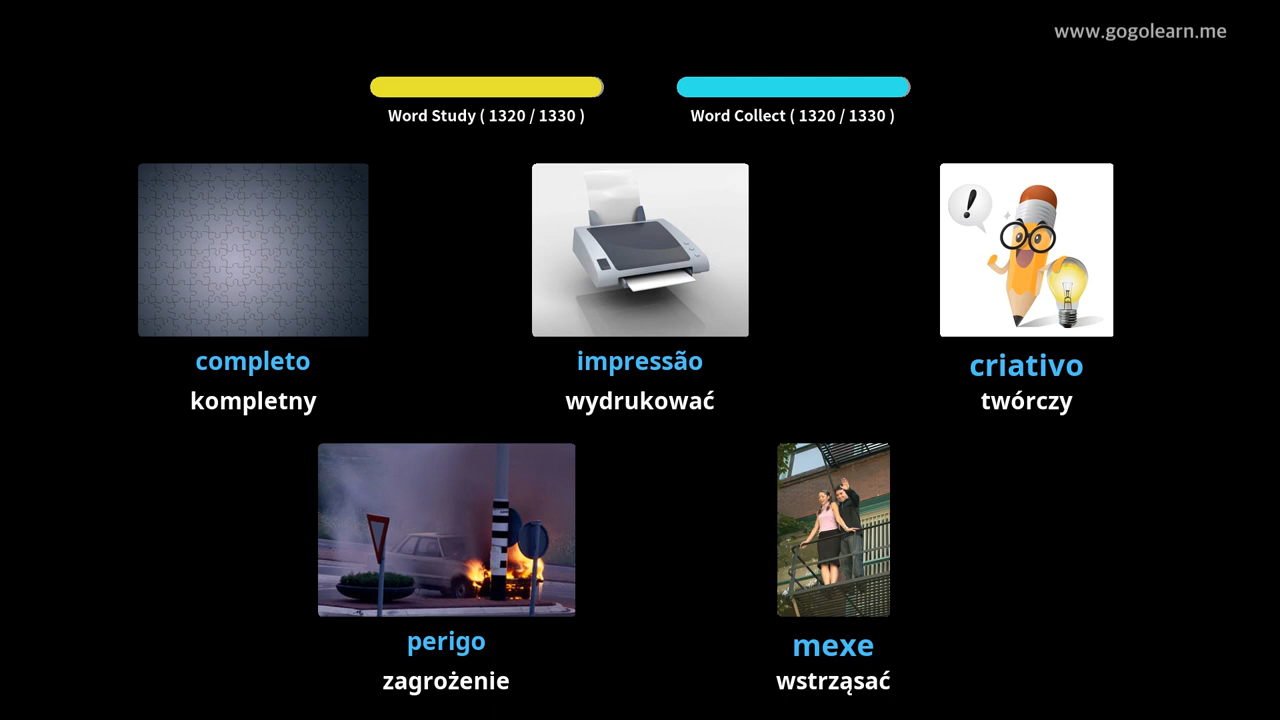 www.gogolearn.me
Word Study ( 1320 / 1330 )
Word Collect ( 1320 / 1330 )
completo
kompletny
impressão
wydrukować
criativo
twórczy
perigo
zagrożenie
mexe
wstrząsać